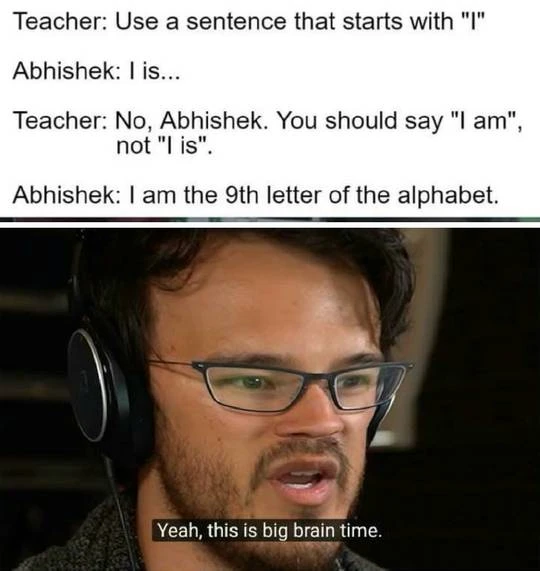 Teacher: Use a sentence that starts with "I"
Abhishek: I is...
Teacher: No, Abhishek. You should say "I am",
not "I is".
Abhishek: I am the 9th letter of the alphabet.
Yeah, this is big brain time.